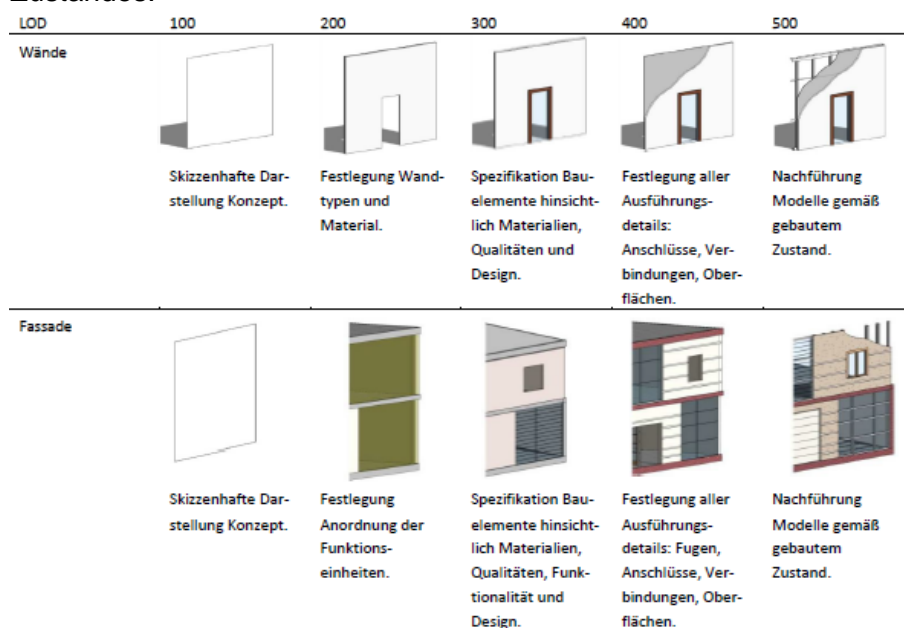 Zustandes.
LOD 100 200 300 400 500
Wände
Skizzenhafte Dar-
stellung Konzept.
Festlegung Wand-
typen und
Material.
Spezifikation Bau-
elemente hinsicht-
lich Materialien,
Qualitäten und
Design.
Festlegung aller
Ausführungs-
details:
Anschlüsse, Ver-
bindungen, Ober-
flächen.
Nachführung
Modelle gemäß
gebautem
Zustand.
Fassade
Skizzenhafte Dar-
stellung Konzept.
Festlegung
Anordnung der
Funktions-
einheiten.
Spezifikation Bau-
elemente hinsicht-
lich Materialien,
Qualitäten, Funk-
tionalität und
Design.
Festlegung aller
Ausführungs-
details: Fugen,
Anschlüsse, Ver-
bindungen, Ober-
flächen.
Nachführung
Modelle gemäß
gebautem
Zustand.